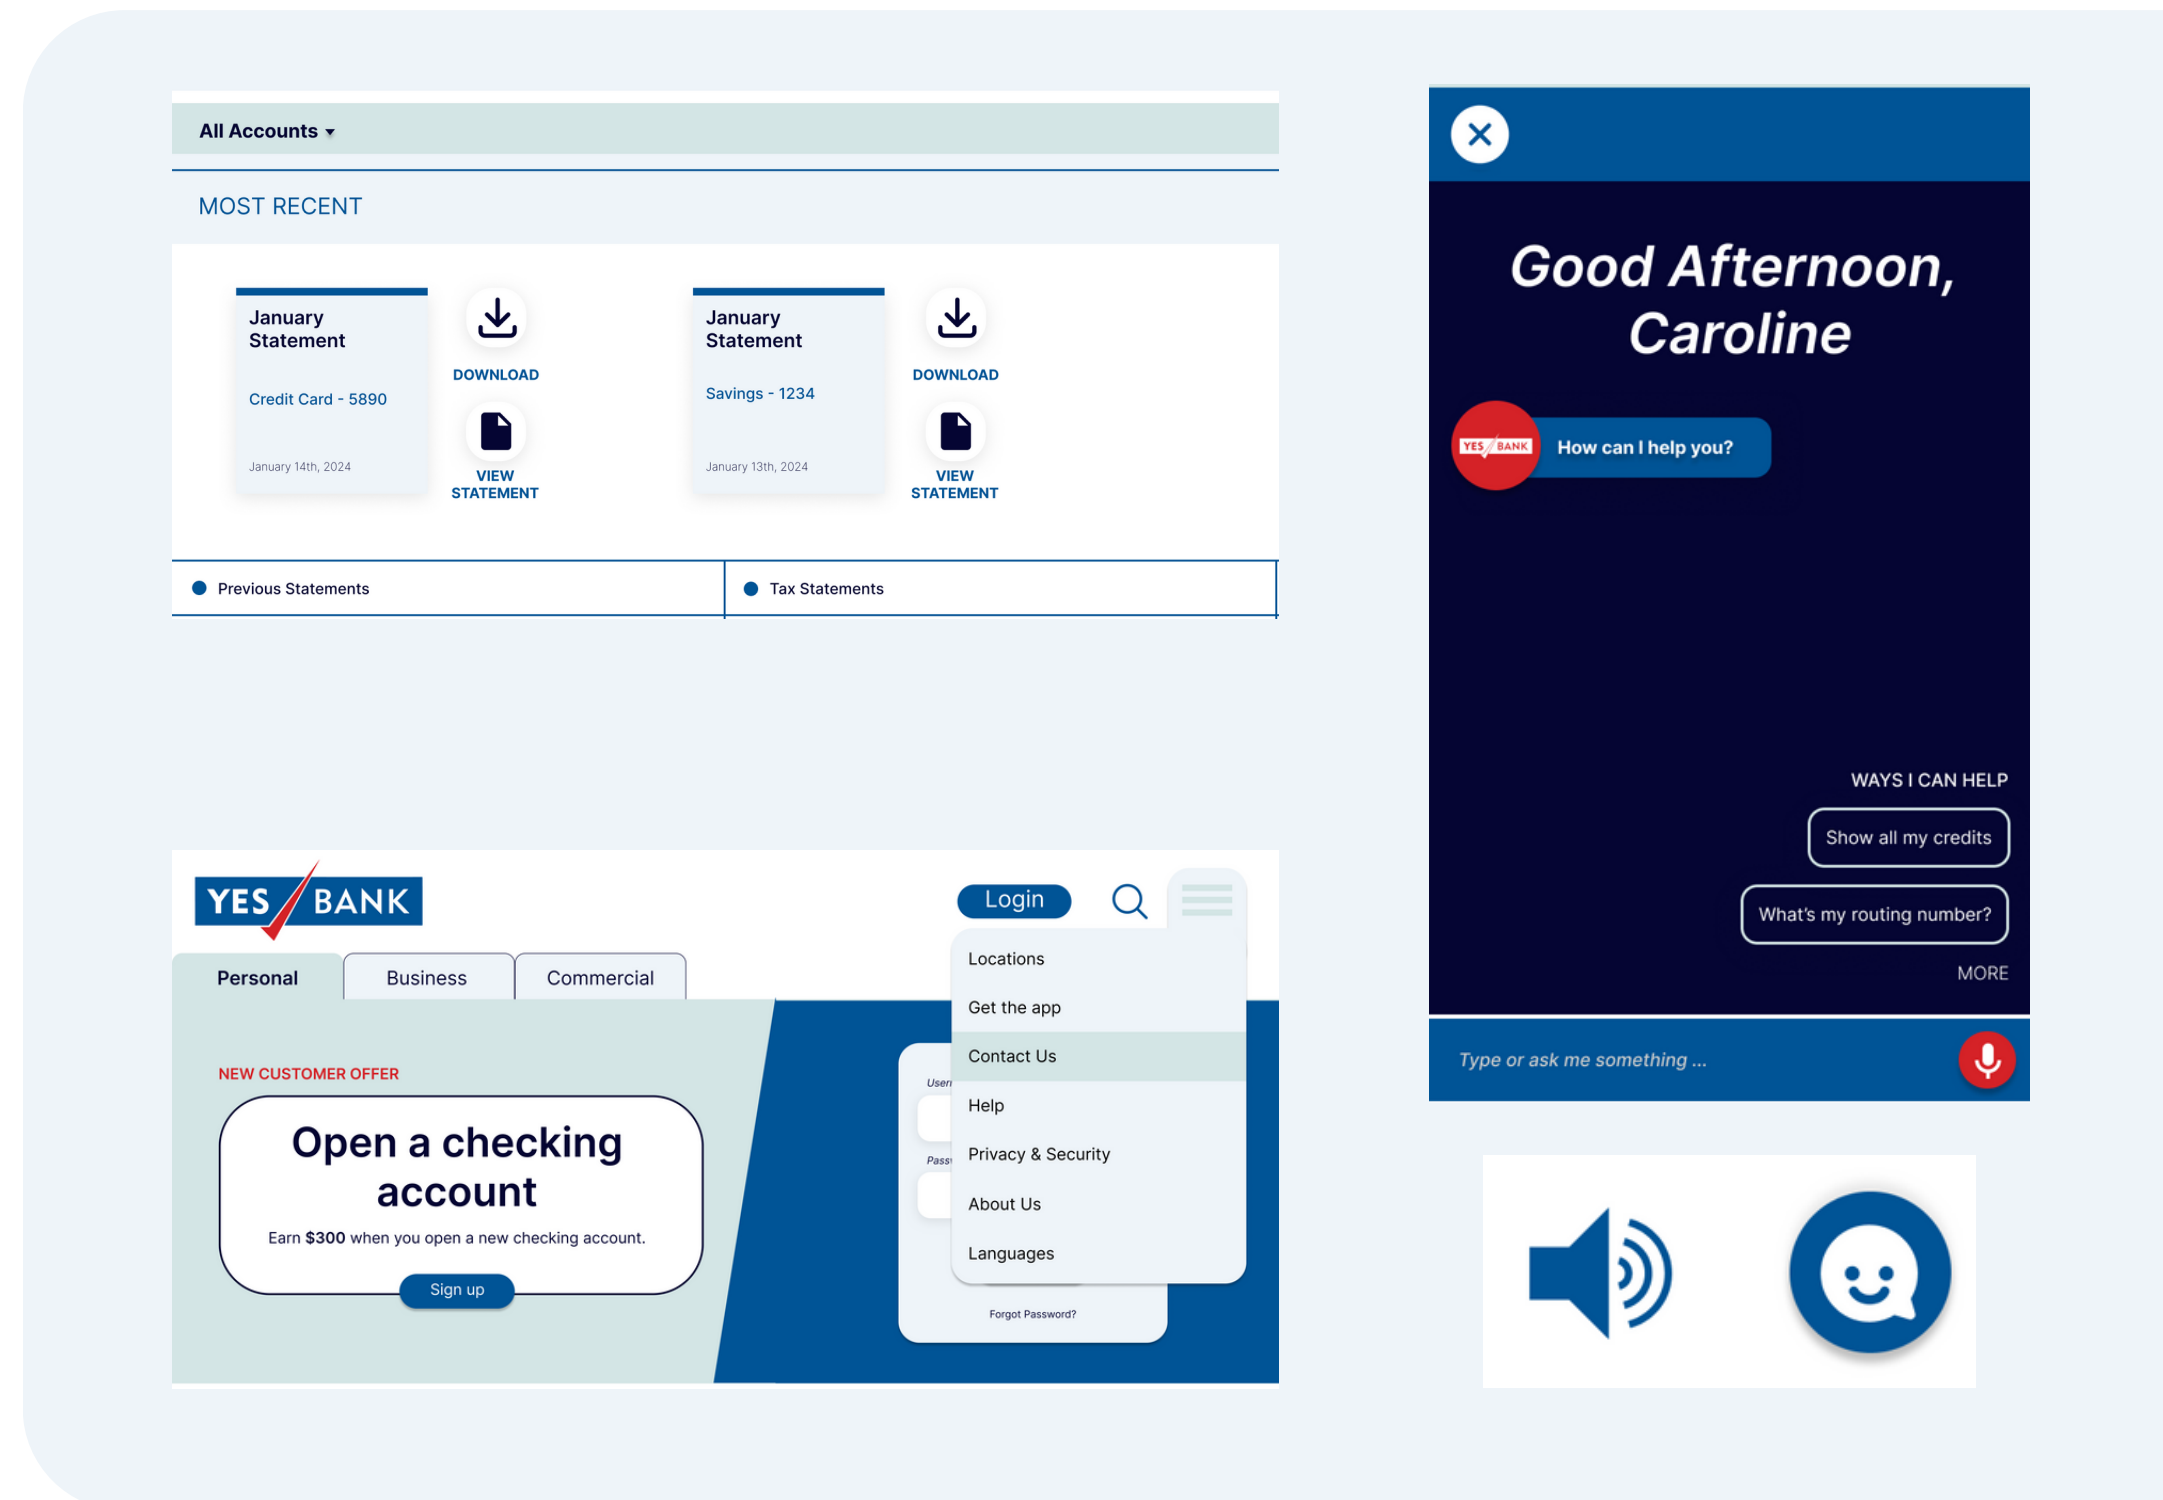 All Accounts
MOST RECENT
January
Statement
Credit Card - 5890
January 14th, 2024
DOWNLOAD
VIEW
STATEMENT
January
Statement
Savings - 1234
January 13th, 2024
DOWNLOAD
VIEW
STATEMENT
Previous Statements
Tax Statements
YES BANK
Login
Personal
Business
Commercial
NEW CUSTOMER OFFER
Open a checking
account
Earn $300 when you open a new checking account.
Sign up
Locations
Get the app
Contact Us
Help
Privacy & Security
About Us
Languages
Forgot Password?
Good Afternoon,
Caroline
YES BANK
How can I help you?
WAYS I CAN HELP
Show all my credits
What's my routing number?
MORE
Type or ask me something ...